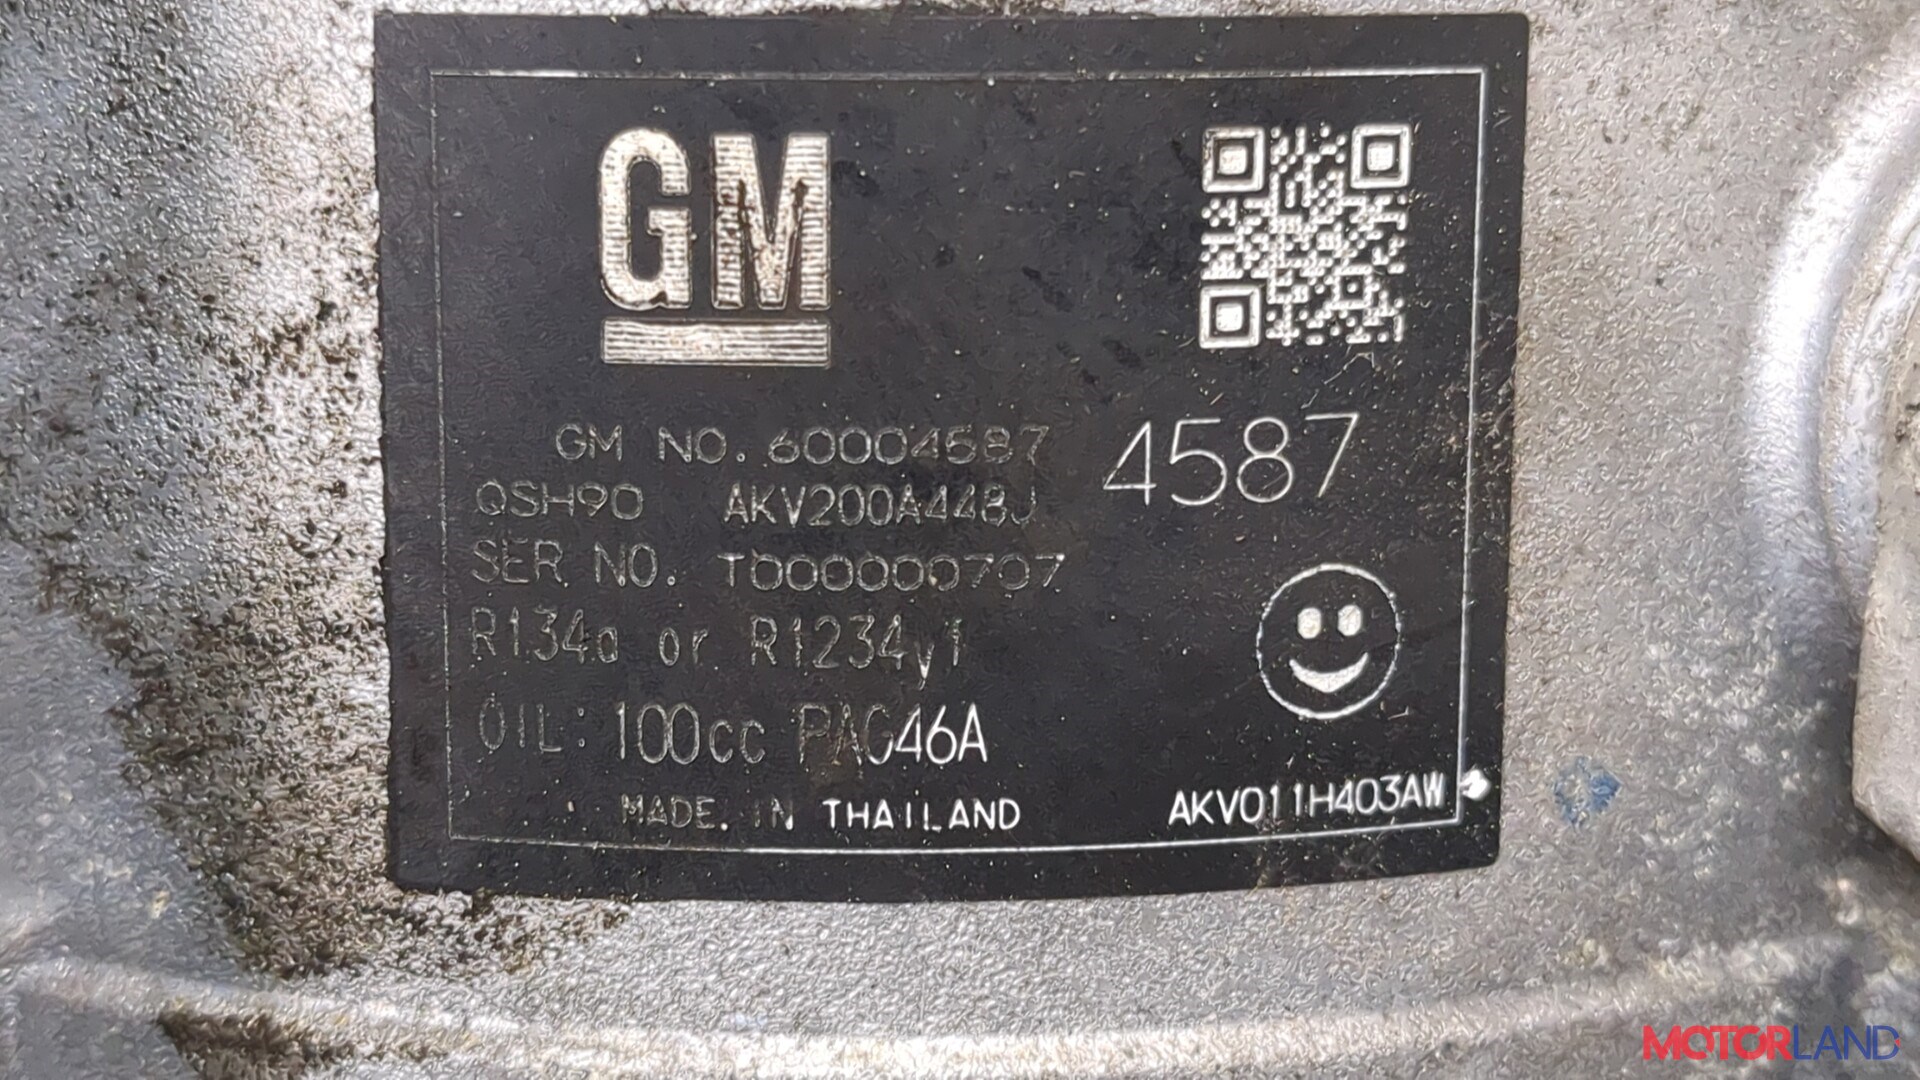 GM
GM NO. 60004587
4587
QSH90 AKV200A448J
SER NO. T000000707
R134a or R1234yf
OIL: 100cc PAG46A
MADE IN THAILAND
AKV011H403AW
MOTORLAND